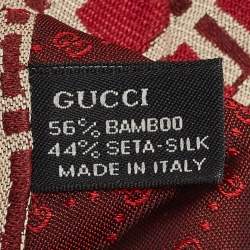 GUCCI
56% BAMBOO
44% SETA-SILK
MADE IN ITALY